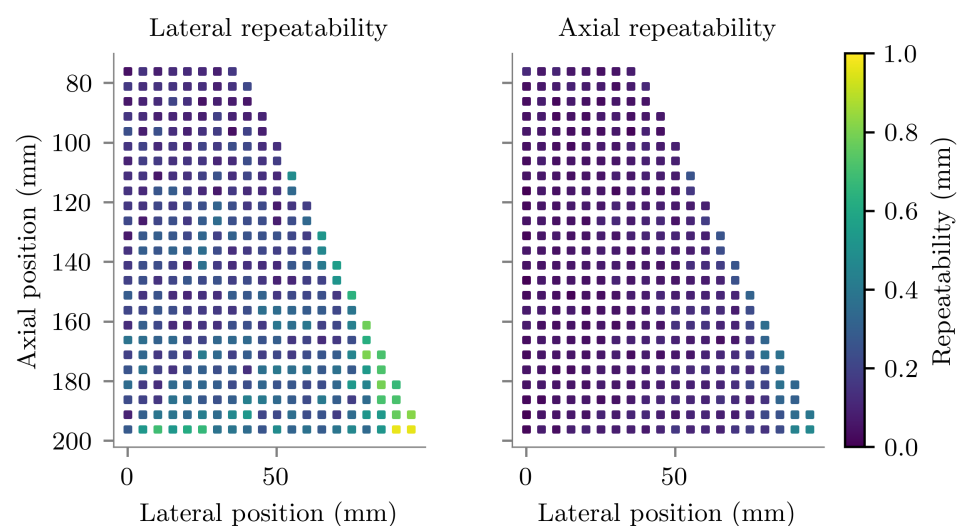 Lateral repeatability
Axial repeatability
Axial position (mm)
80
100
120
140
160
180
200
0
50
Lateral position (mm)
0
50
Lateral position (mm)
1.0
0.8
0.6
0.4
0.2
0.0
Repeatability (mm)